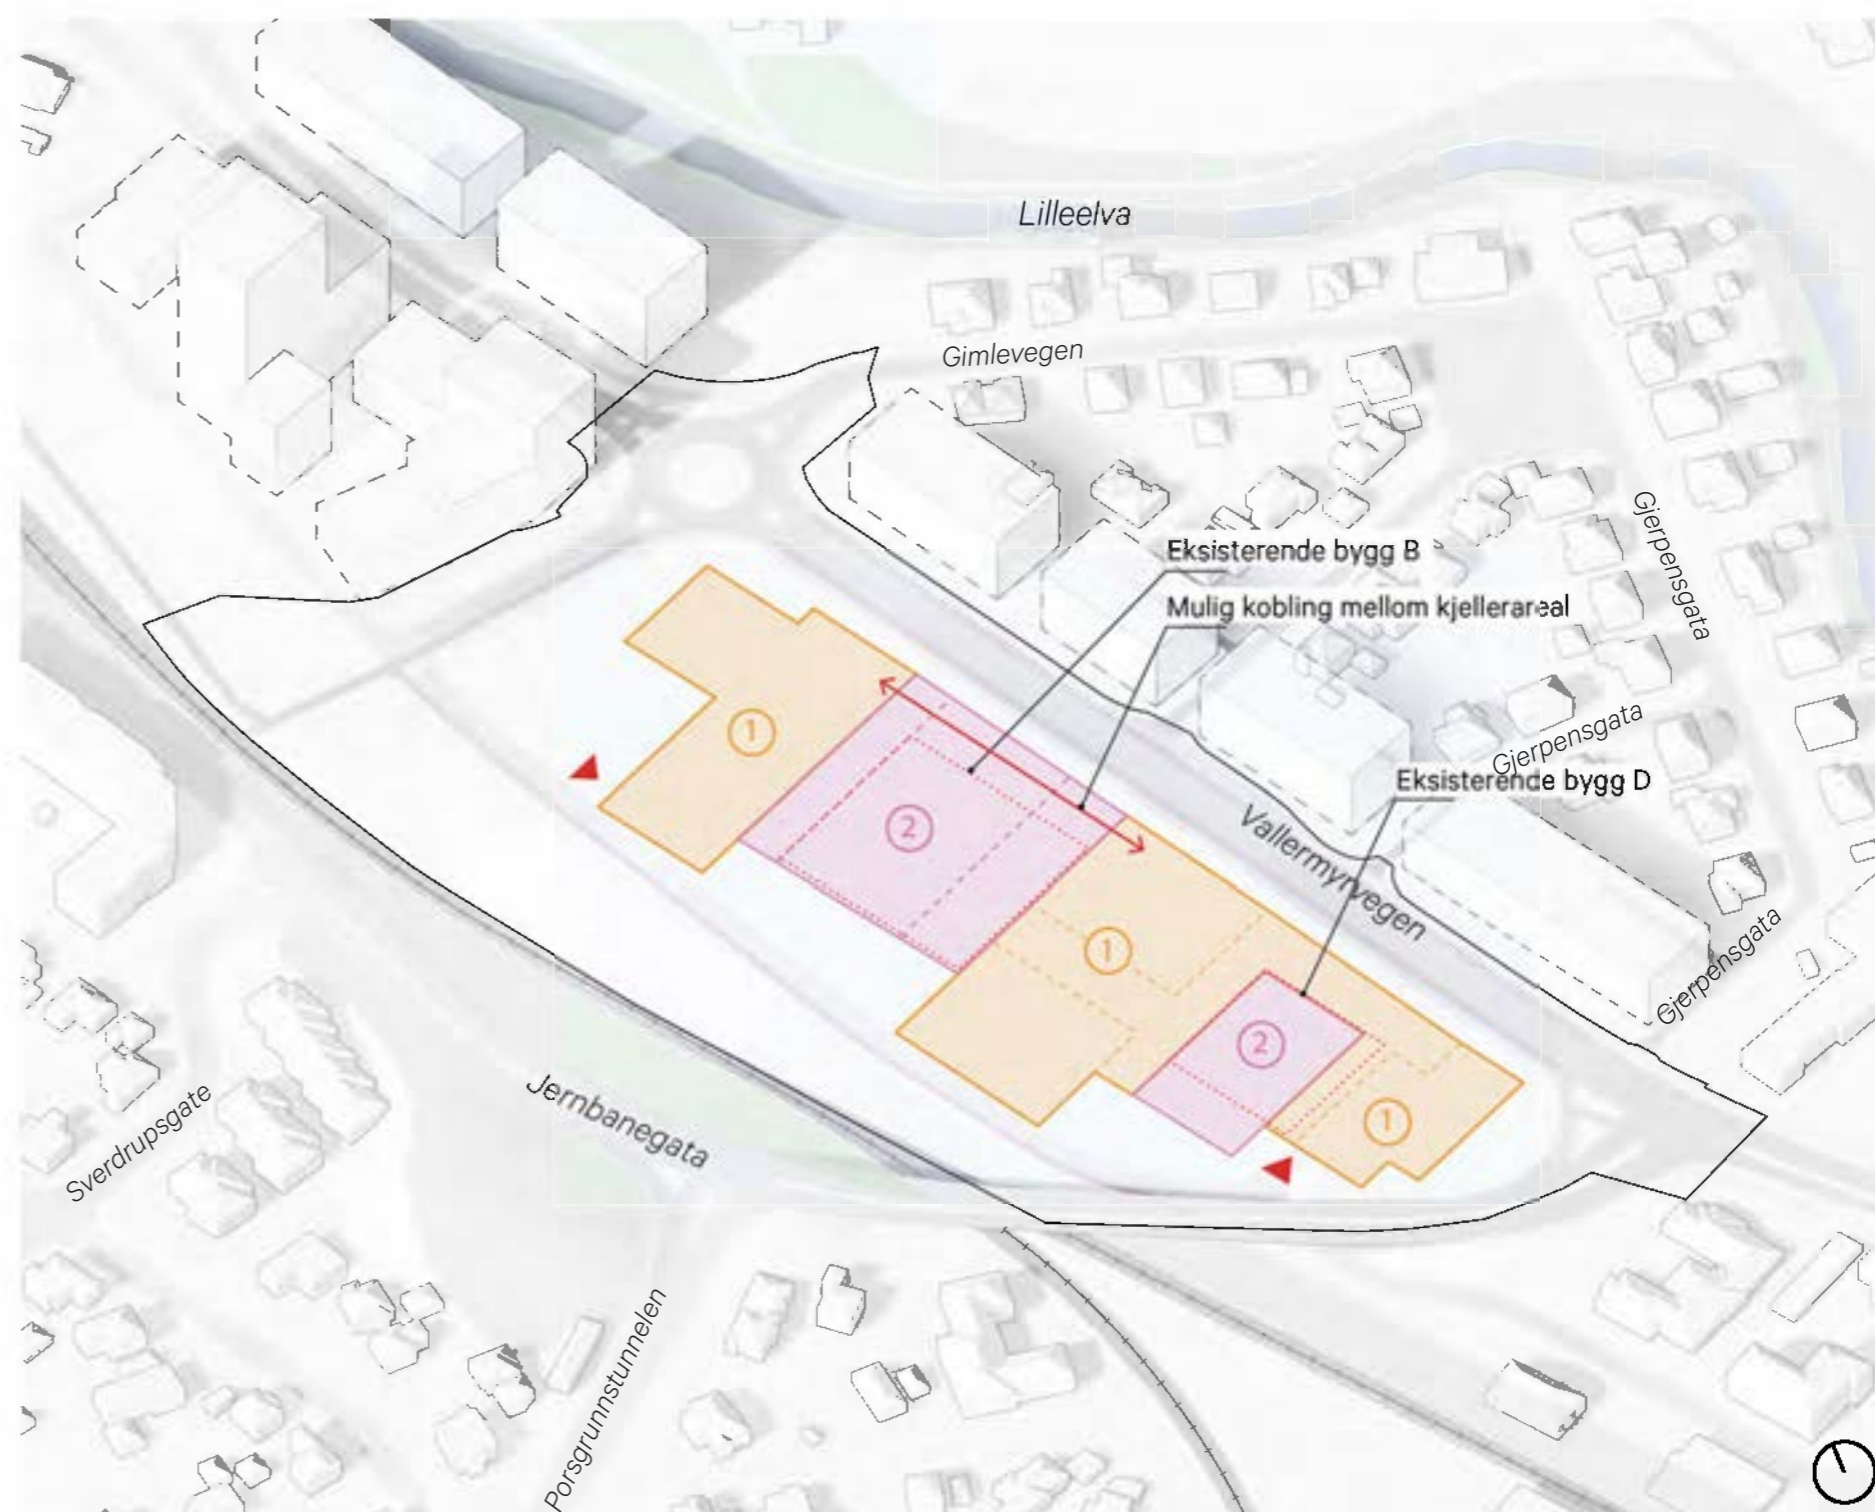 Lilleelva
Gimlevegen
Gjerpensgata
Eksisterende bygg B
Mulig kobling mellom kjellerareal
1
Gjerpensgata
Eksisterende bygg D
2
Vallermyrvegen
1
Gjerpensgata
2
Jernbanegata
1
Sverdrupsgate
Porsgrunnstunnelen